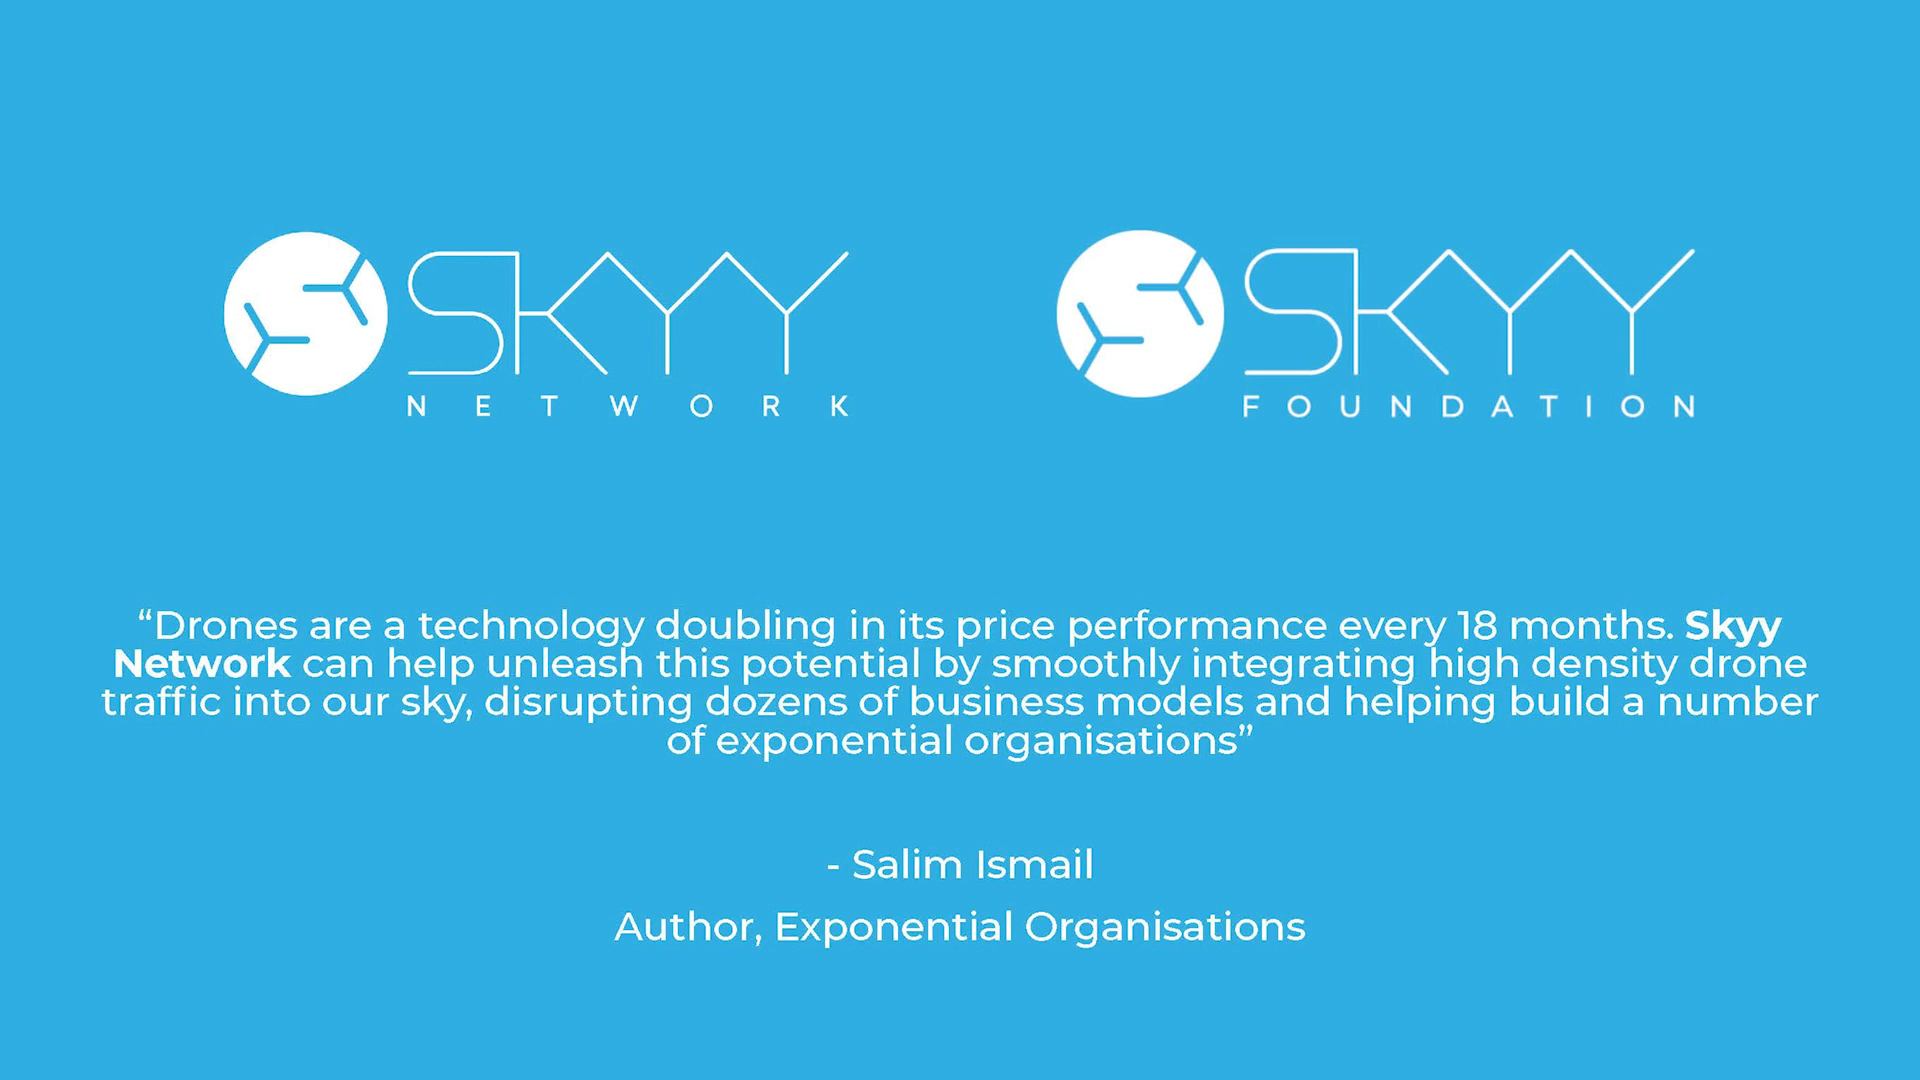 SKYY
NETWORK
SKYY
FOUNDATION
“Drones are a technology doubling in its price performance every 18 months. Skyy
Network can help unleash this potential by smoothly integrating high density drone
traffic into our sky, disrupting dozens of business models and helping build a number
of exponential organisations”
- Salim Ismail
Author, Exponential Organisations